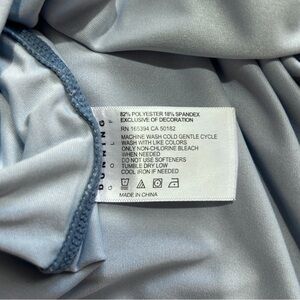 DUNNING
GOLF
82% POLYESTER 18% SPANDEX
EXCLUSIVE OF DECORATION
RN 165394 CA 50182
MACHINE WASH COLD GENTLE CYCLE
WASH WITH LIKE COLORS
ONLY NON-CHLORINE BLEACH
WHEN NEEDED
DO NOT USE SOFTENERS
TUMBLE DRY LOW
COOL IRON IF NEEDED
MADE IN CHINA